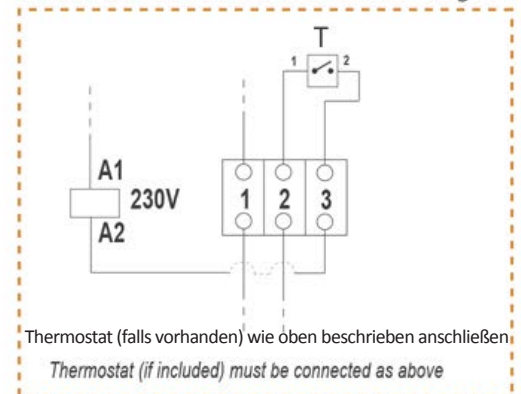 T
1 2
A1
230V
A2
1 2 3
Thermostat (falls vorhanden) wie oben beschrieben anschließen
Thermostat (if included) must be connected as above